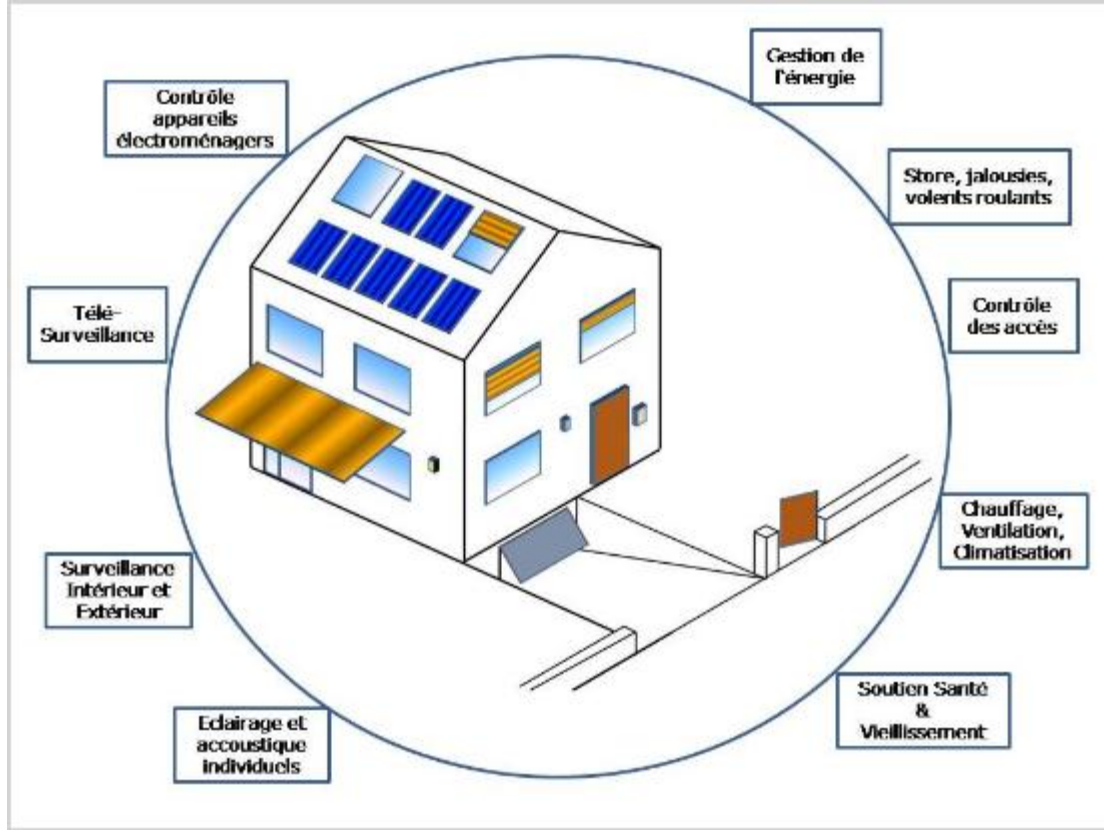 Gestion de
l'énergie
Contrôle
appareils
électroménagers
Store, jalousies,
volents roulants
Télé-
Surveillance
Contrôle
des accès
Chauffage,
Ventilation,
Climatisation
Surveillance
Intérieur et
Extérieur
Soutien Santé
&
Vieillissement
Eclairage et
accoustique
individuels